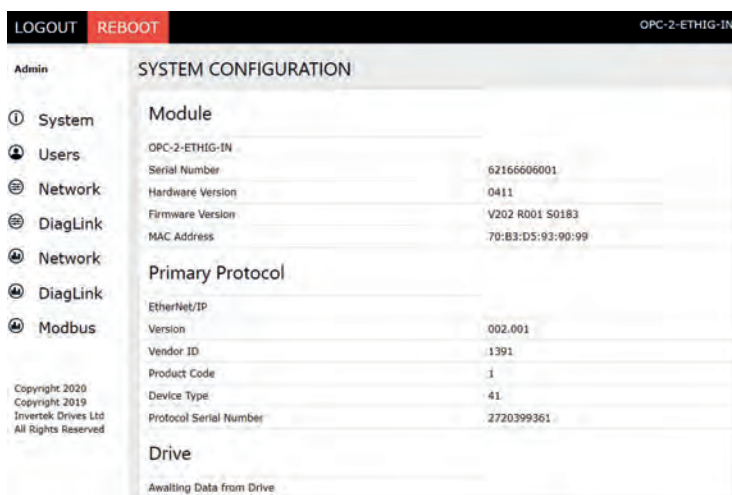 LOGOUT REBOOT OPC-2-ETHIG-IN
Admin
SYSTEM CONFIGURATION
System
Users
Network
DiagLink
Network
DiagLink
Modbus
Copyright 2020
Copyright 2019
Invertek Drives Ltd
All Rights Reserved
Module
OPC-2-ETHIG-IN
Serial Number 62166606001
Hardware Version 0411
Firmware Version V202 R001 S0183
MAC Address 70:B3:D5:93:90:99
Primary Protocol
EtherNet/IP
Version 002.001
Vendor ID 1391
Product Code 1
Device Type 41
Protocol Serial Number 2720399361
Drive
Awaiting Data from Drive